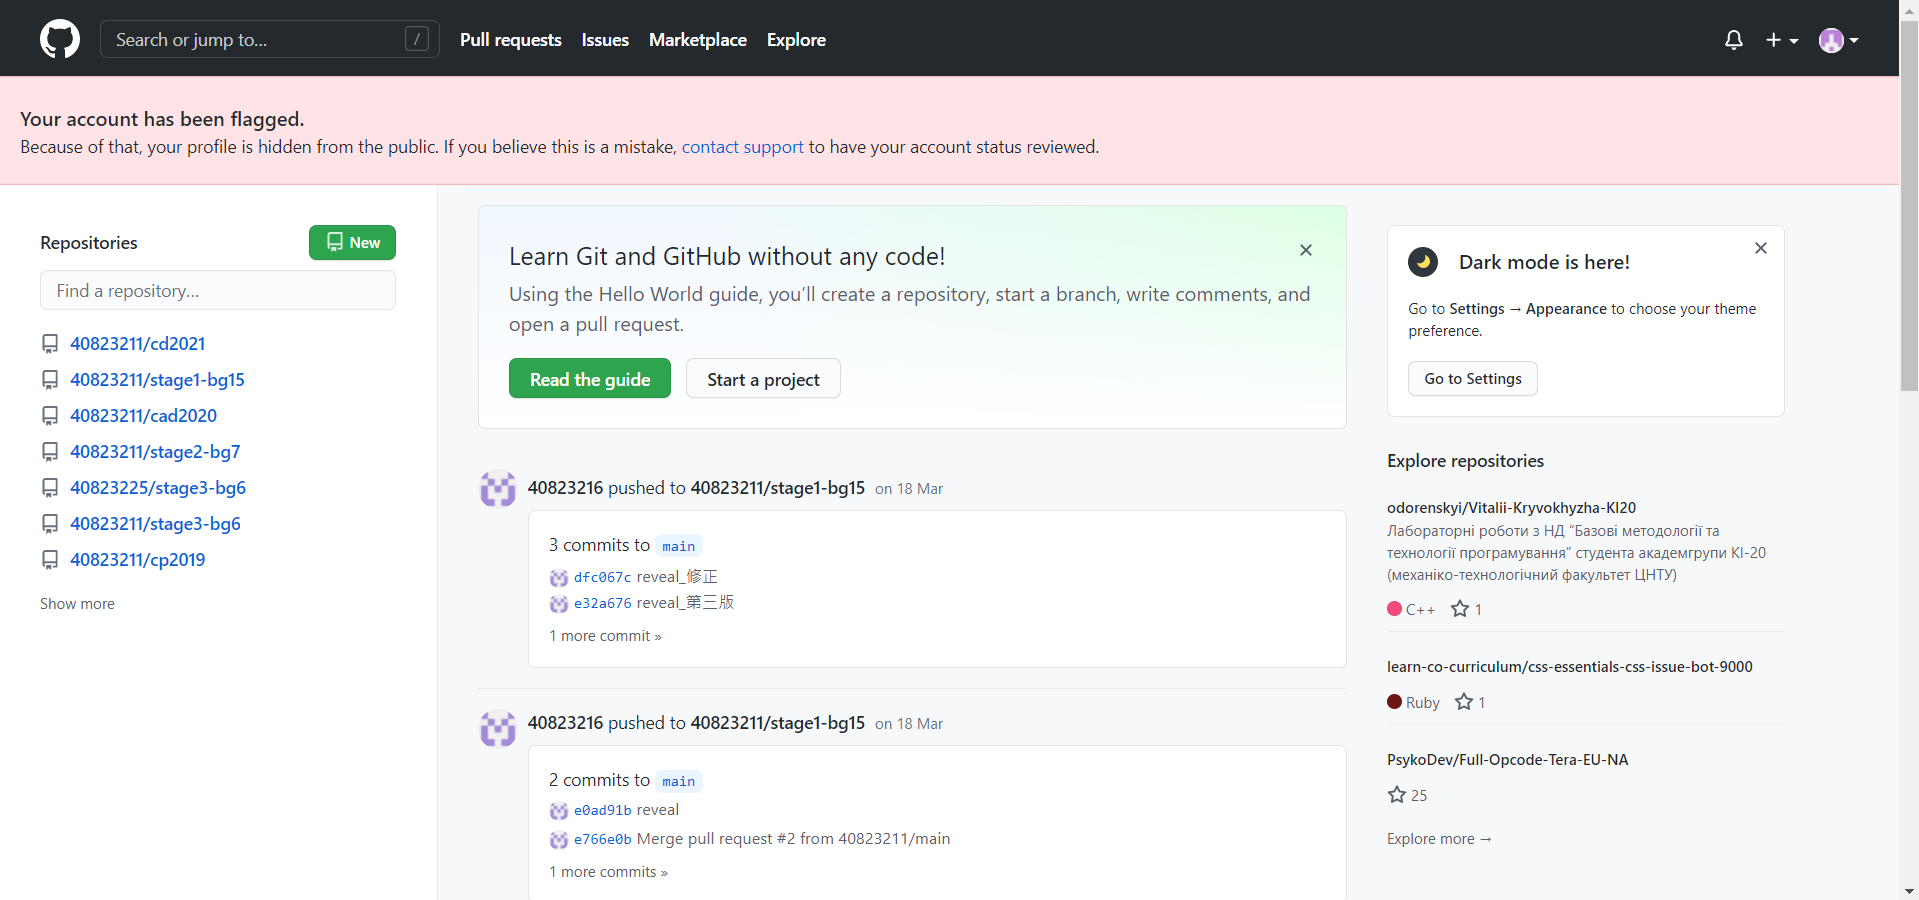 Search or jump to...
/
Pull requests
Issues
Marketplace
Explore
Your account has been flagged.
Because of that, your profile is hidden from the public. If you believe this is a mistake, contact support to have your account status reviewed.
Repositories
New
Find a repository...
40823211/cd2021
40823211/stage1-bg15
40823211/cad2020
40823211/stage2-bg7
40823225/stage3-bg6
40823211/stage3-bg6
40823211/cp2019
Show more
Learn Git and GitHub without any code!
Using the Hello World guide, you’ll create a repository, start a branch, write comments, and
open a pull request.
Read the guide
Start a project
40823216 pushed to 40823211/stage1-bg15 on 18 Mar
3 commits to main
dfc067c reveal_修正
e32a676 reveal_第三版
1 more commit »
40823216 pushed to 40823211/stage1-bg15 on 18 Mar
2 commits to main
e0ad91b reveal
e766e0b Merge pull request #2 from 40823211/main
1 more commits »
Dark mode is here!
Go to Settings → Appearance to choose your theme
preference.
Go to Settings
Explore repositories
odorenskyi/Vitalii-Kryvokhyzha-KI20
Лабораторні роботи з НД “Базові методології та
технології програмування” студента академгрупи КІ-20
(механіко-технологічний факультет ЦНТУ)
C++ 1
learn-co-curriculum/css-essentials-css-issue-bot-9000
Ruby 1
PsykoDev/Full-Opcode-Tera-EU-NA
25
Explore more →